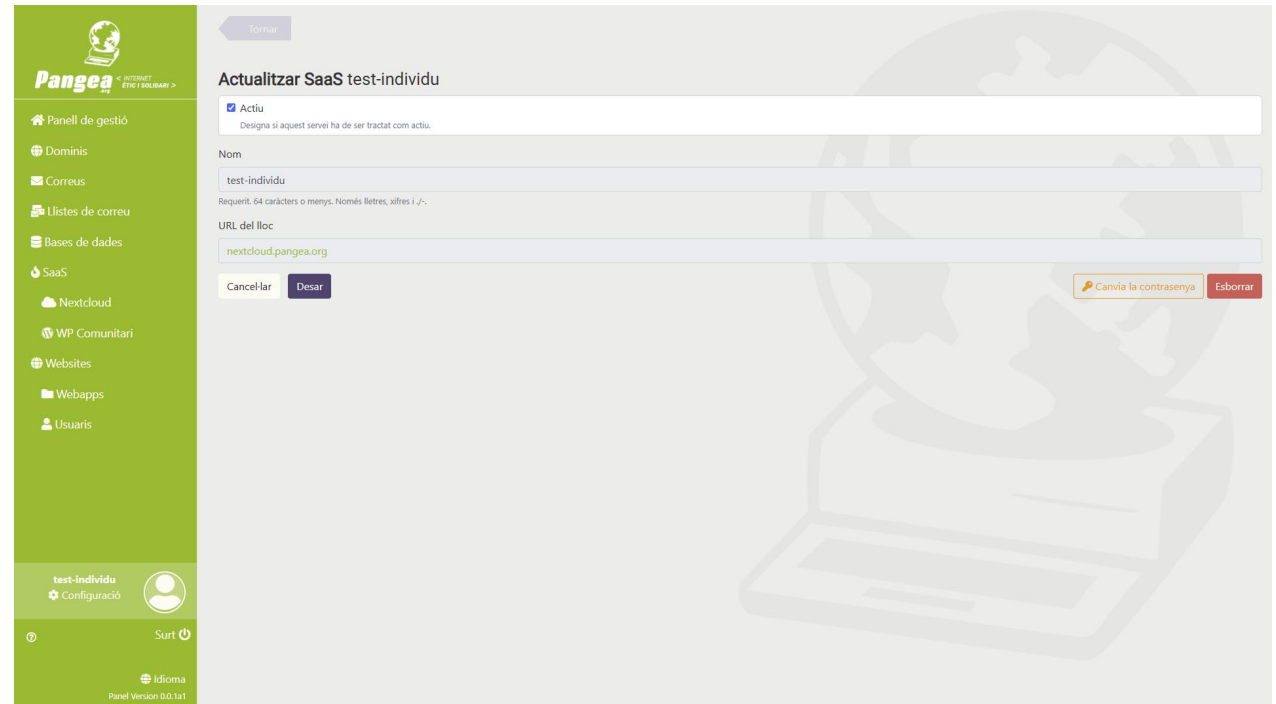 Pangea .org < INTERNET ÈTIC I SOLIDARI >
Panell de gestió
Dominis
Correus
Llistes de correu
Bases de dades
SaaS
Nextcloud
WP Comunitari
Websites
Webapps
Usuaris
test-individu
Configuració
Surt
Idioma
Panel Version 0.0.1a1
Tornar
Actualitzar SaaS test-individu
Actiu
Designa si aquest servei ha de ser tractat com actiu.
Nom
test-individu
Requerit. 64 caràcters o menys. Només lletres, xifres i ./-.
URL del lloc
nextcloud.pangea.org
Cancel·lar Desar Canvia la contrasenya Esborrar